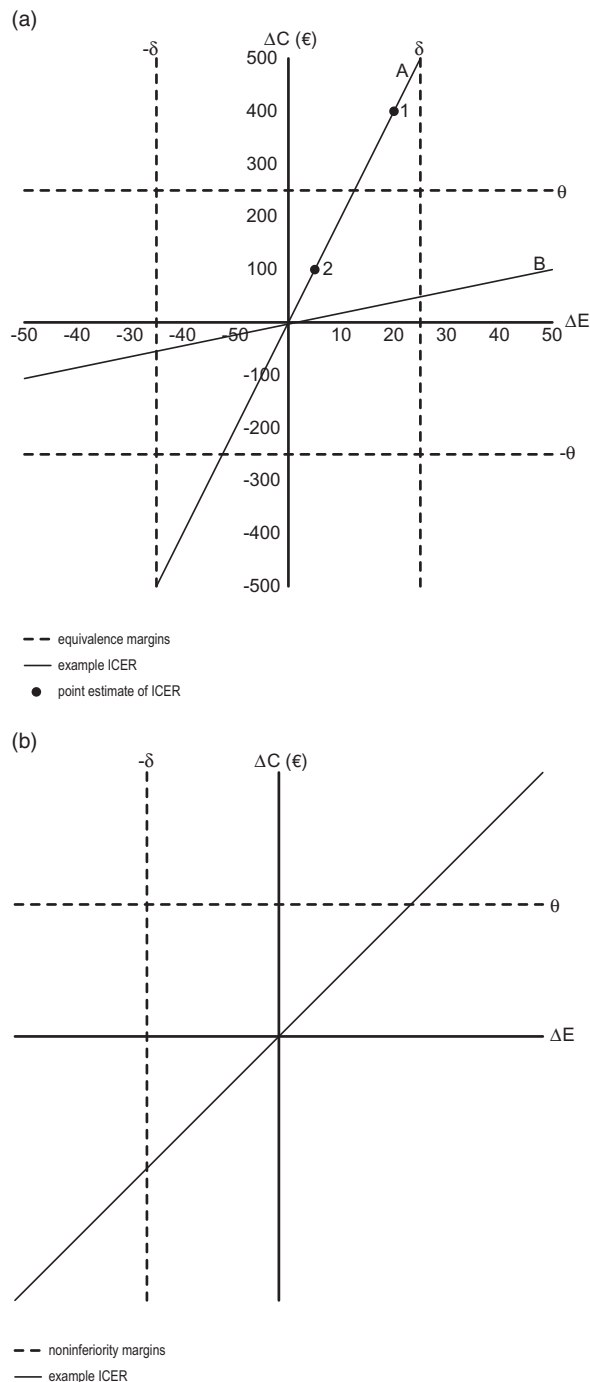 (a)
ΔC (€)
-δ
δ
500
A
400
1
300
θ
200
100
2
B
-50 -40 -30 -40 -50 10 20 30 40 50
ΔE
-100
-200
-θ
-300
-400
-500
equivalence margins
example ICER
point estimate of ICER
(b)
-δ
ΔC (€)
θ
ΔE
noninferiority margins
example ICER